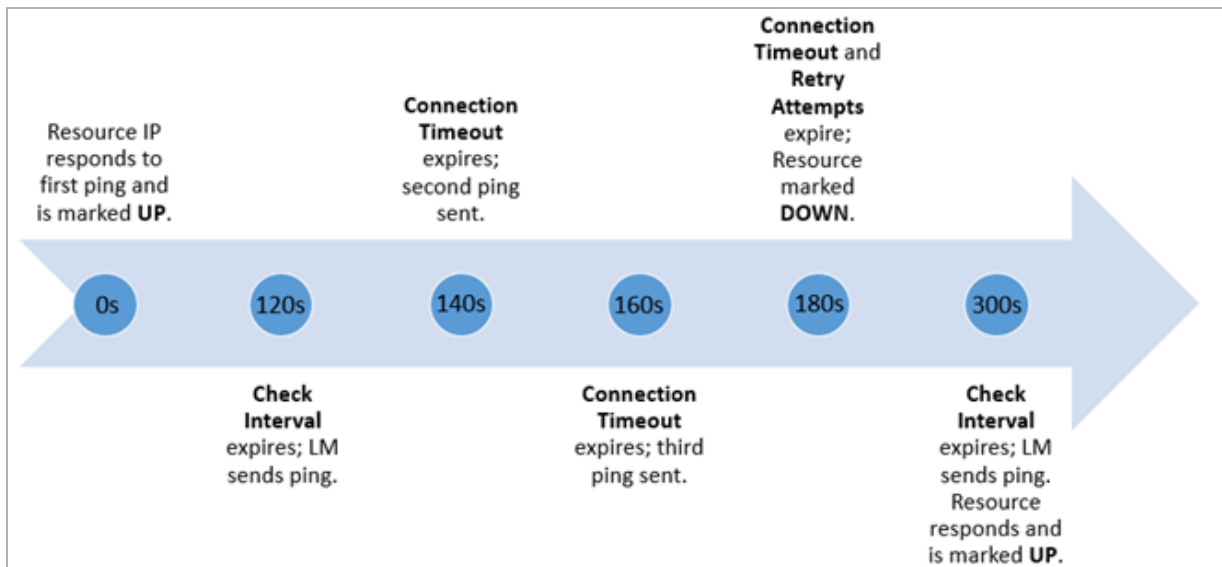 Resource IP
responds to
first ping and
is marked UP.
Connection
Timeout
expires;
second ping
sent.
Connection
Timeout and
Retry
Attempts
expire;
Resource
marked
DOWN.
0s
120s
140s
160s
180s
300s
Check
Interval
expires; LM
sends ping.
Connection
Timeout
expires; third
ping sent.
Check
Interval
expires; LM
sends ping.
Resource
responds and
is marked UP.